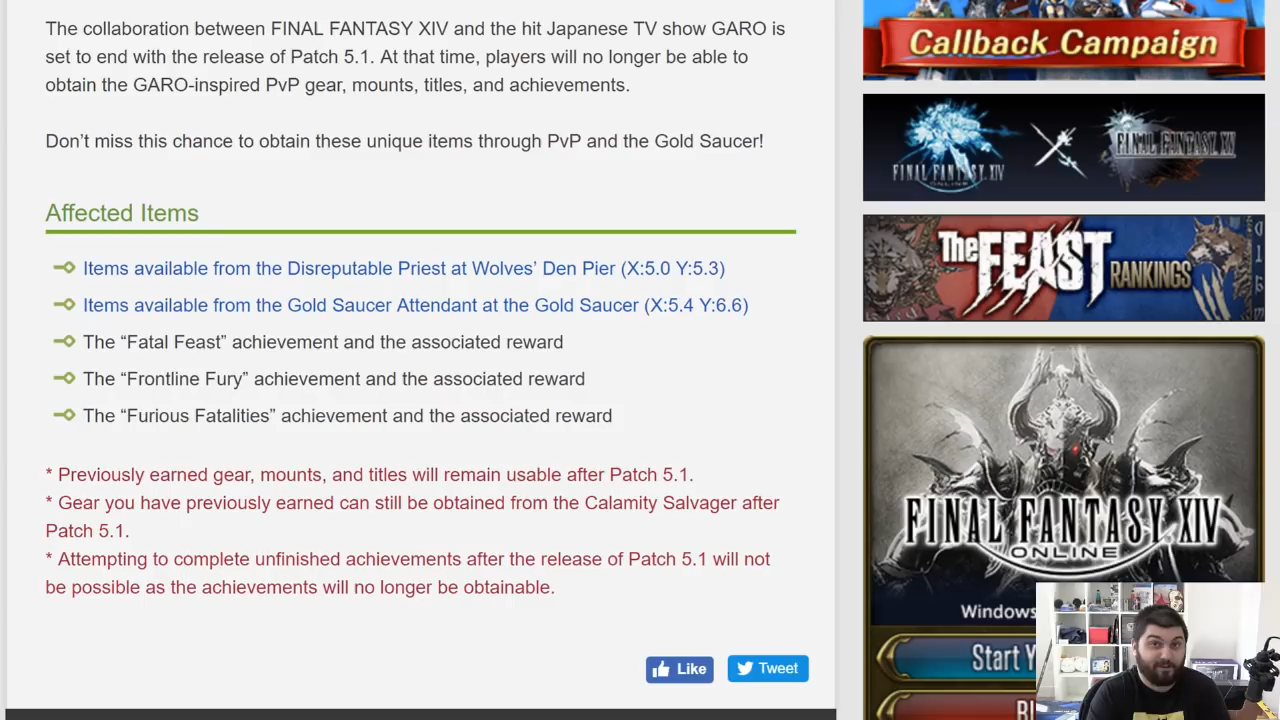 The collaboration between FINAL FANTASY XIV and the hit Japanese TV show GARO is
set to end with the release of Patch 5.1. At that time, players will no longer be able to
obtain the GARO-inspired PvP gear, mounts, titles, and achievements.
Don't miss this chance to obtain these unique items through PvP and the Gold Saucer!
Affected Items
Items available from the Disreputable Priest at Wolves' Den Pier (X:5.0 Y:5.3)
Items available from the Gold Saucer Attendant at the Gold Saucer (X:5.4 Y:6.6)
The “Fatal Feast” achievement and the associated reward
The “Frontline Fury” achievement and the associated reward
The “Furious Fatalities” achievement and the associated reward
* Previously earned gear, mounts, and titles will remain usable after Patch 5.1.
* Gear you have previously earned can still be obtained from the Calamity Salvager after
Patch 5.1.
* Attempting to complete unfinished achievements after the release of Patch 5.1 will not
be possible as the achievements will no longer be obtainable.
Like
Tweet
Callback Campaign
FINAL FANTASY XIV
ONLINE
FINAL FANTASY XV
The FEAST
RANKINGS
FINAL FANTASY XIV
ONLINE
Windows
Start Y